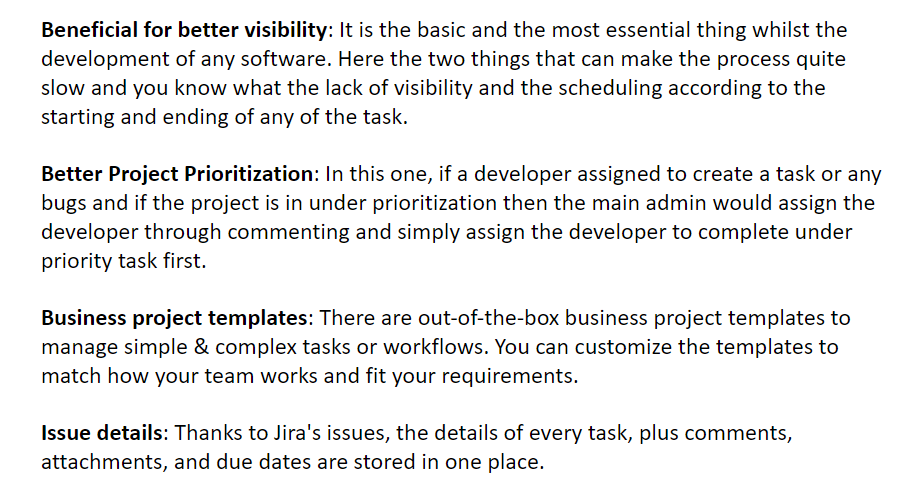 Beneficial for better visibility: It is the basic and the most essential thing whilst the
development of any software. Here the two things that can make the process quite
slow and you know what the lack of visibility and the scheduling according to the
starting and ending of any of the task.
Better Project Prioritization: In this one, if a developer assigned to create a task or any
bugs and if the project is in under prioritization then the main admin would assign the
developer through commenting and simply assign the developer to complete under
priority task first.
Business project templates: There are out-of-the-box business project templates to
manage simple & complex tasks or workflows. You can customize the templates to
match how your team works and fit your requirements.
Issue details: Thanks to Jira's issues, the details of every task, plus comments,
attachments, and due dates are stored in one place.